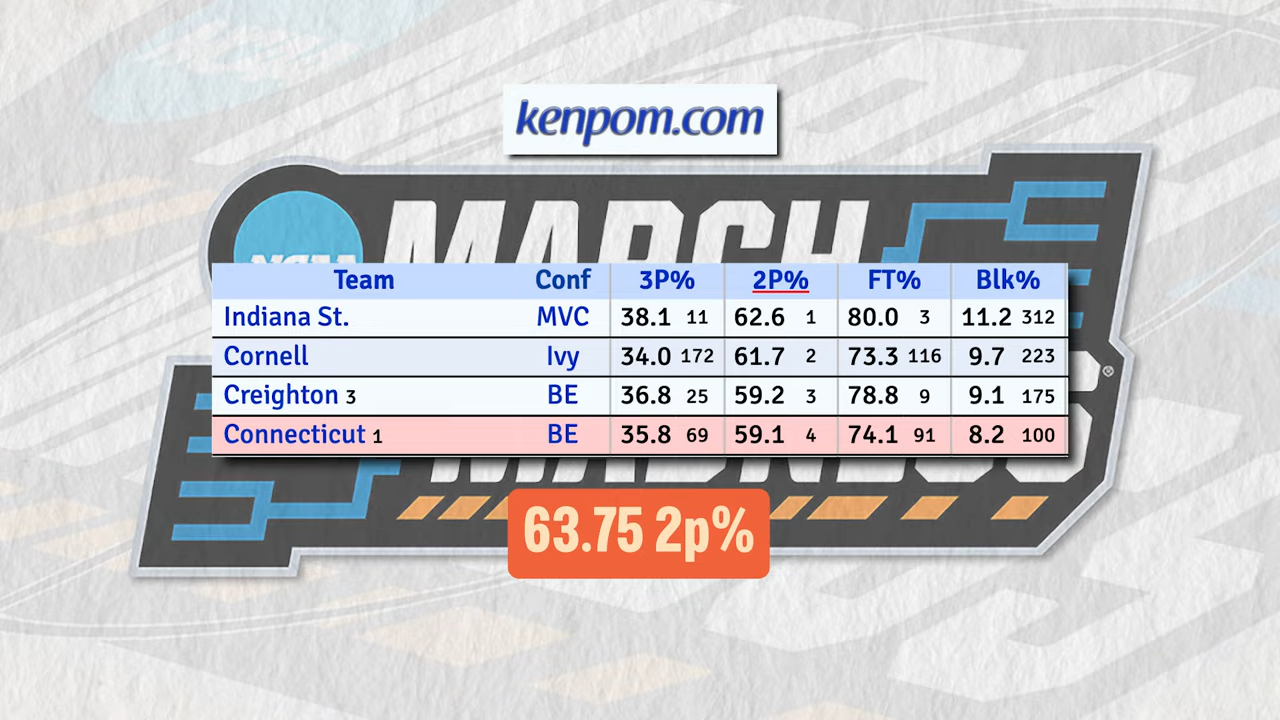 kenpom.com
NCAA
MARCH
Team Conf 3P% 2P% FT% Blk%
Indiana St. MVC 38.1 11 62.6 1 80.0 3 11.2 312
Cornell Ivy 34.0 172 61.7 2 73.3 116 9.7 223
Creighton 3 BE 36.8 25 59.2 3 78.8 9 9.1 175
Connecticut 1 BE 35.8 69 59.1 4 74.1 91 8.2 100
MADNESS
®
63.75 2p%